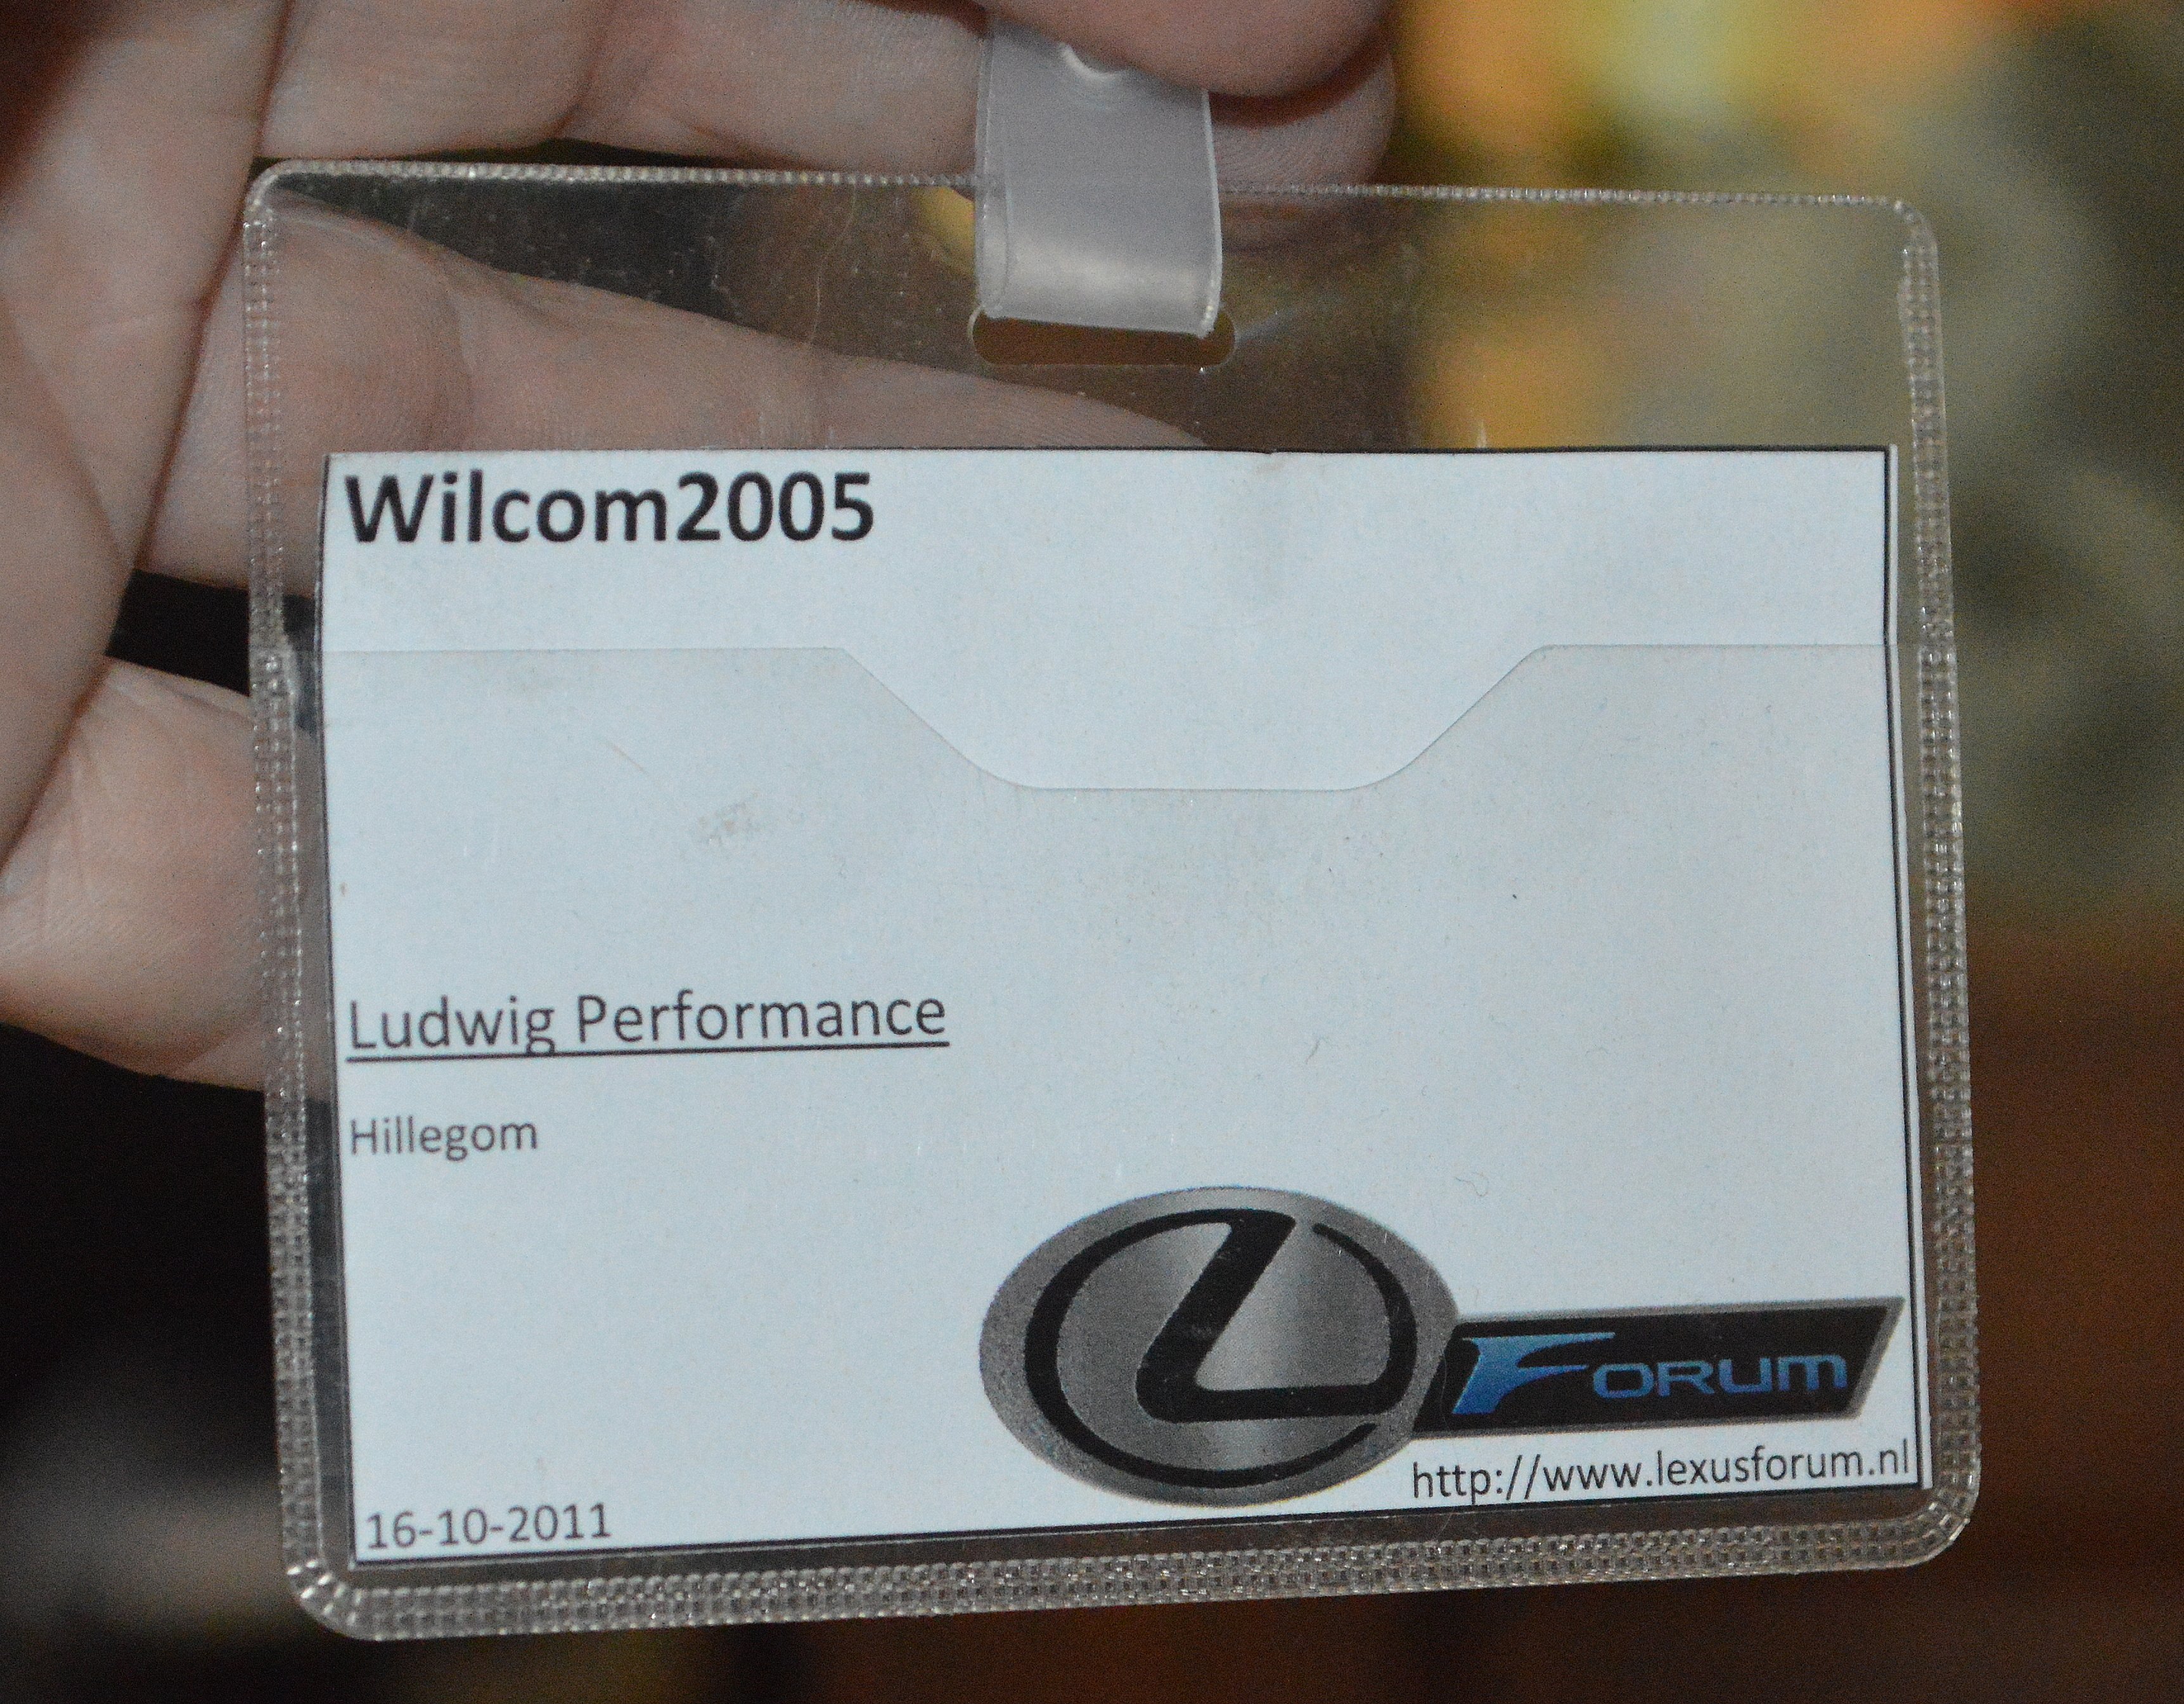 Wilcom2005
Ludwig Performance
Hillegom
FORUM
http://www.lexusforum.nl
16-10-2011